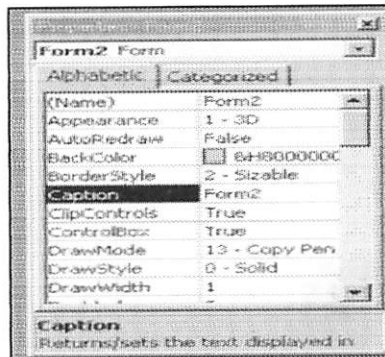 Form2 Form
Alphabetic Categorized
(Name) Form2
Appearance 1 - 3D
AutoRedraw False
BackColor &H8000000
BorderStyle 2 - Sizable
Caption Form2
ClipControls True
ControlBox True
DrawMode 13 - Copy Pen
DrawStyle 0 - Solid
DrawWidth 1
Caption
Returns/sets the text displayed in